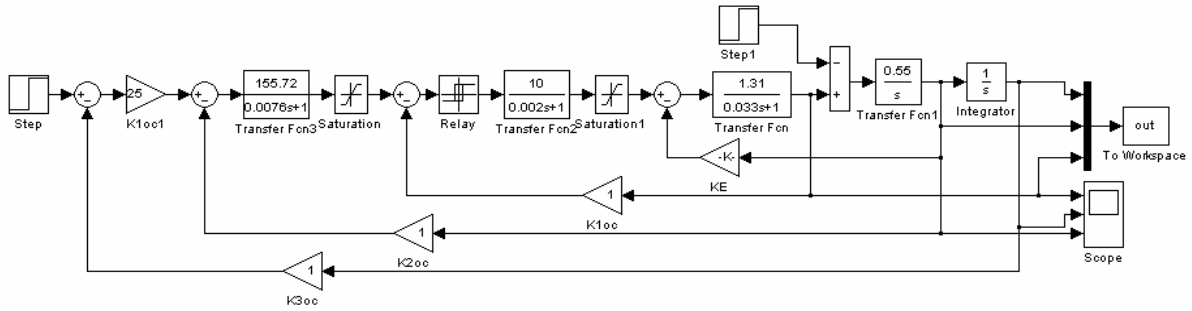 Step1
25
155.72
0.0076s+1
10
0.002s+1
1.31
0.033s+1
−
+
0.55
s
1
s
Step
K1oc1
Transfer Fcn3
Saturation
Relay
Transfer Fcn2
Saturation1
Transfer Fcn
Transfer Fcn1
Integrator
out
To Workspace
-K-
KE
1
K1oc
1
K2oc
1
K3oc
Scope